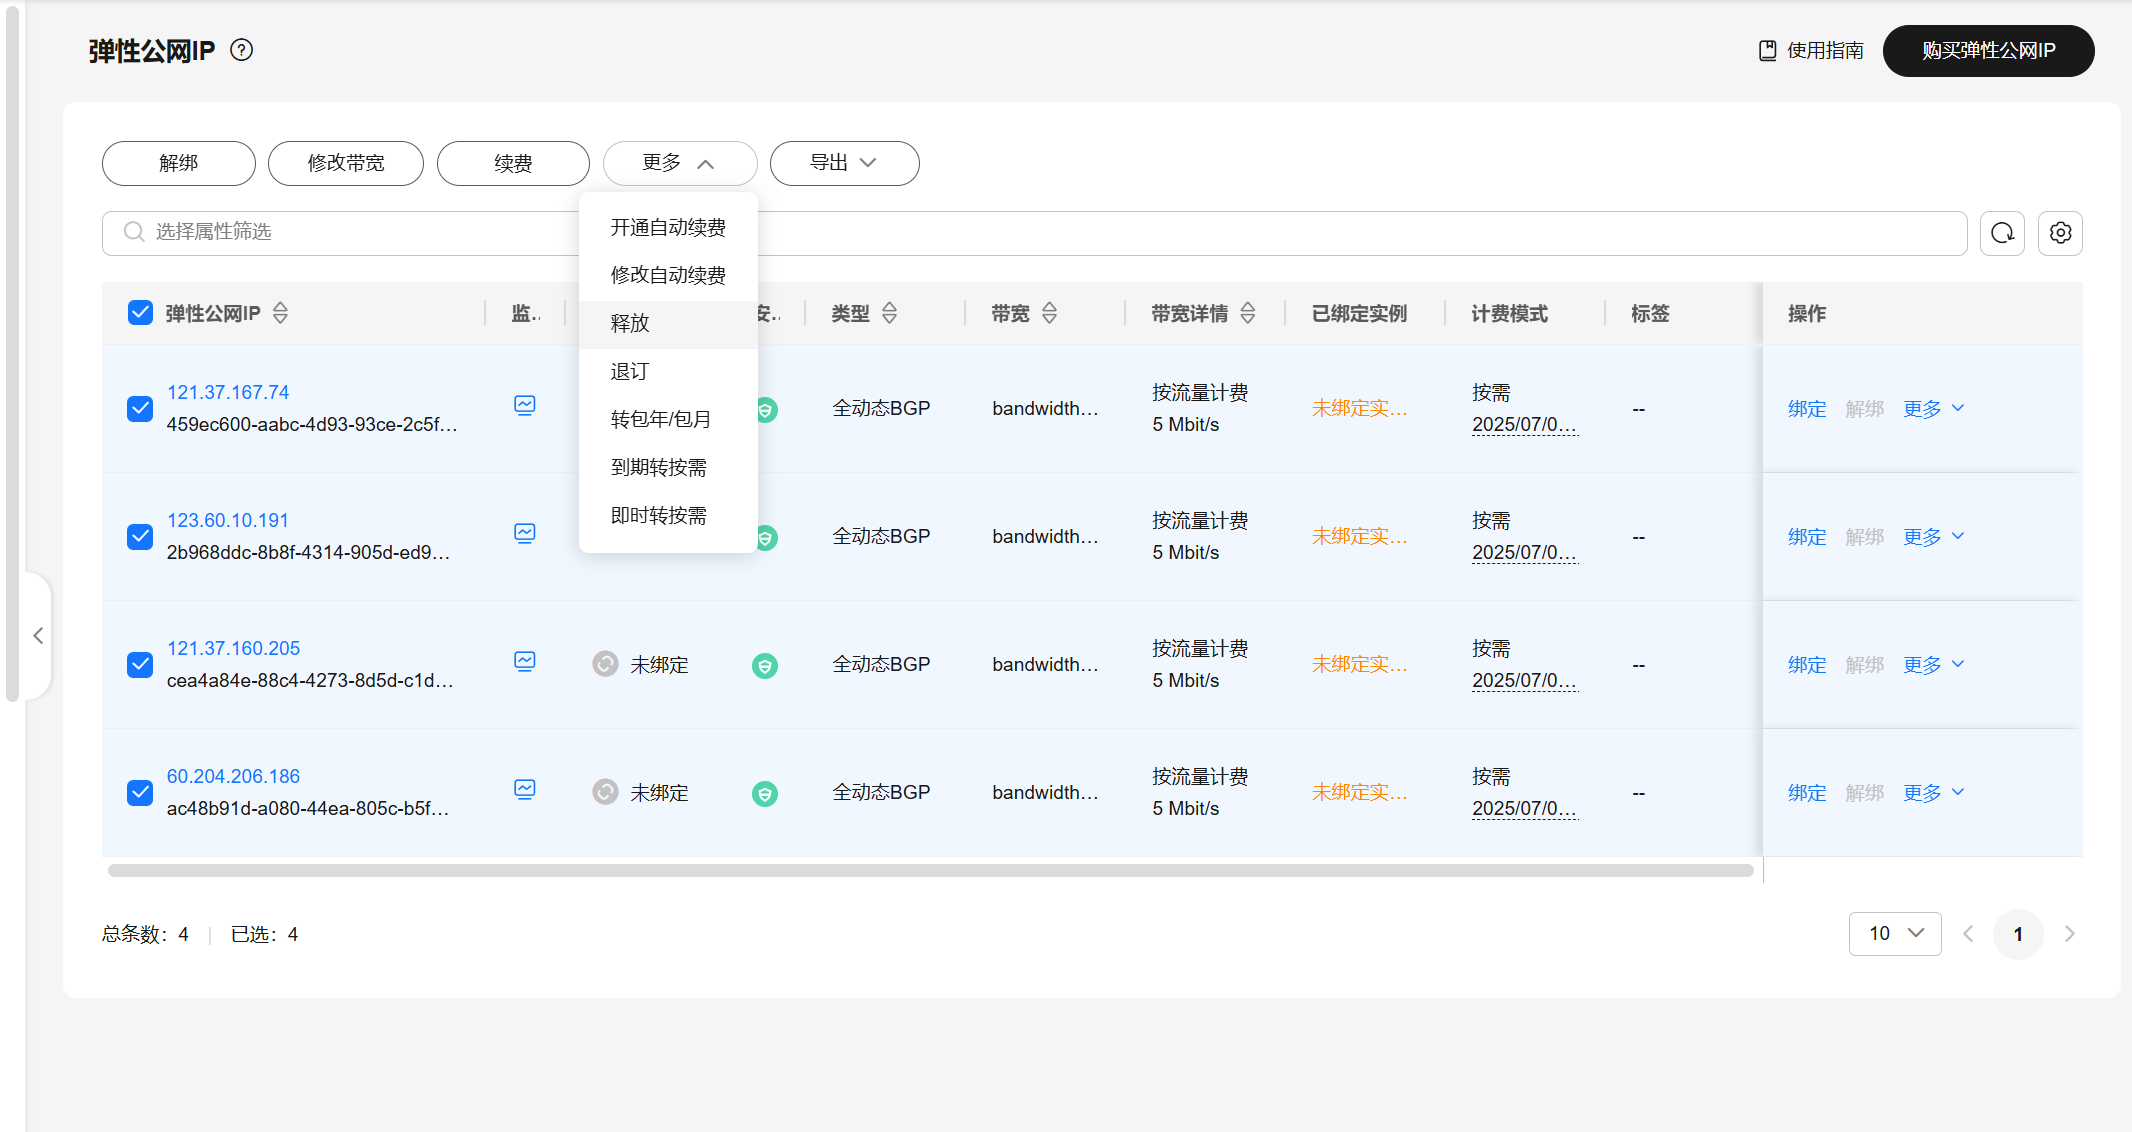 弹性公网IP
使用指南
购买弹性公网IP
解绑
修改带宽
续费
更多
导出
选择属性筛选
开通自动续费
修改自动续费
释放
退订
转包年/包月
到期转按需
即时转按需
弹性公网IP
监..
安..
类型
带宽
带宽详情
已绑定实例
计费模式
标签
操作
121.37.167.74
459ec600-aabc-4d93-93ce-2c5f...
全动态BGP
bandwidth...
按流量计费
5 Mbit/s
未绑定实...
按需
2025/07/0...
--
绑定
解绑
更多
123.60.10.191
2b968ddc-8b8f-4314-905d-ed9...
全动态BGP
bandwidth...
按流量计费
5 Mbit/s
未绑定实...
按需
2025/07/0...
--
绑定
解绑
更多
121.37.160.205
cea4a84e-88c4-4273-8d5d-c1d...
未绑定
全动态BGP
bandwidth...
按流量计费
5 Mbit/s
未绑定实...
按需
2025/07/0...
--
绑定
解绑
更多
60.204.206.186
ac48b91d-a080-44ea-805c-b5f...
未绑定
全动态BGP
bandwidth...
按流量计费
5 Mbit/s
未绑定实...
按需
2025/07/0...
--
绑定
解绑
更多
总条数：4
已选：4
10
1